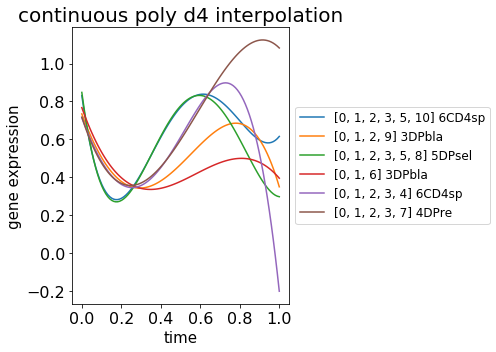 continuous poly d4 interpolation
gene expression
1.0
0.8
0.6
0.4
0.2
0.0
−0.2
0.0 0.2 0.4 0.6 0.8 1.0
time
[0, 1, 2, 3, 5, 10] 6CD4sp
[0, 1, 2, 9] 3DPbla
[0, 1, 2, 3, 5, 8] 5DPsel
[0, 1, 6] 3DPbla
[0, 1, 2, 3, 4] 6CD4sp
[0, 1, 2, 3, 7] 4DPre